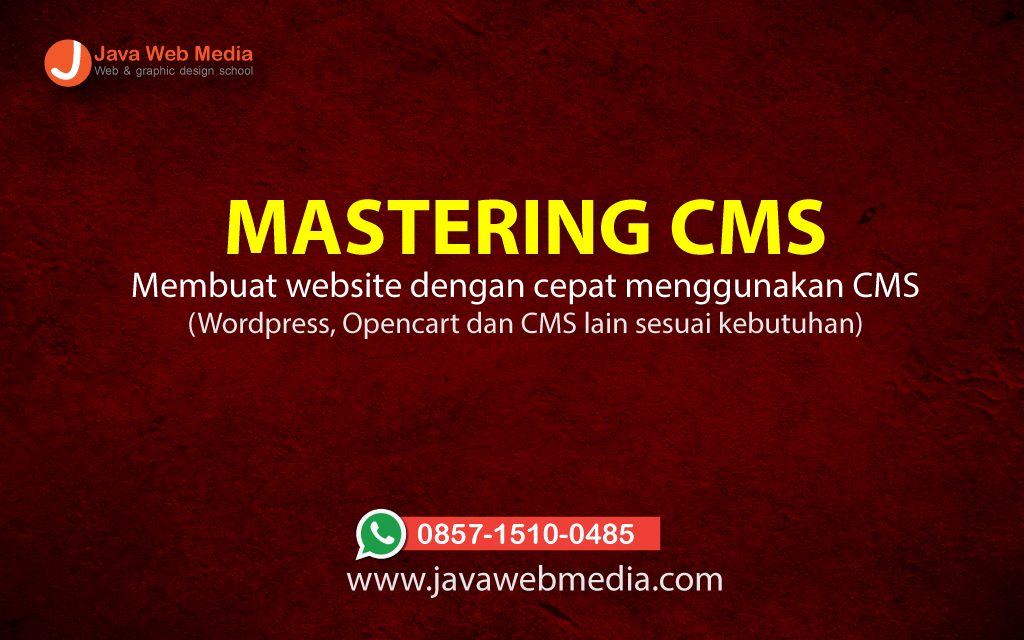 Java Web Media
Web & graphic design school
MASTERING CMS
Membuat website dengan cepat menggunakan CMS
(Wordpress, Opencart dan CMS lain sesuai kebutuhan)
0857-1510-0485
www.javawebmedia.com